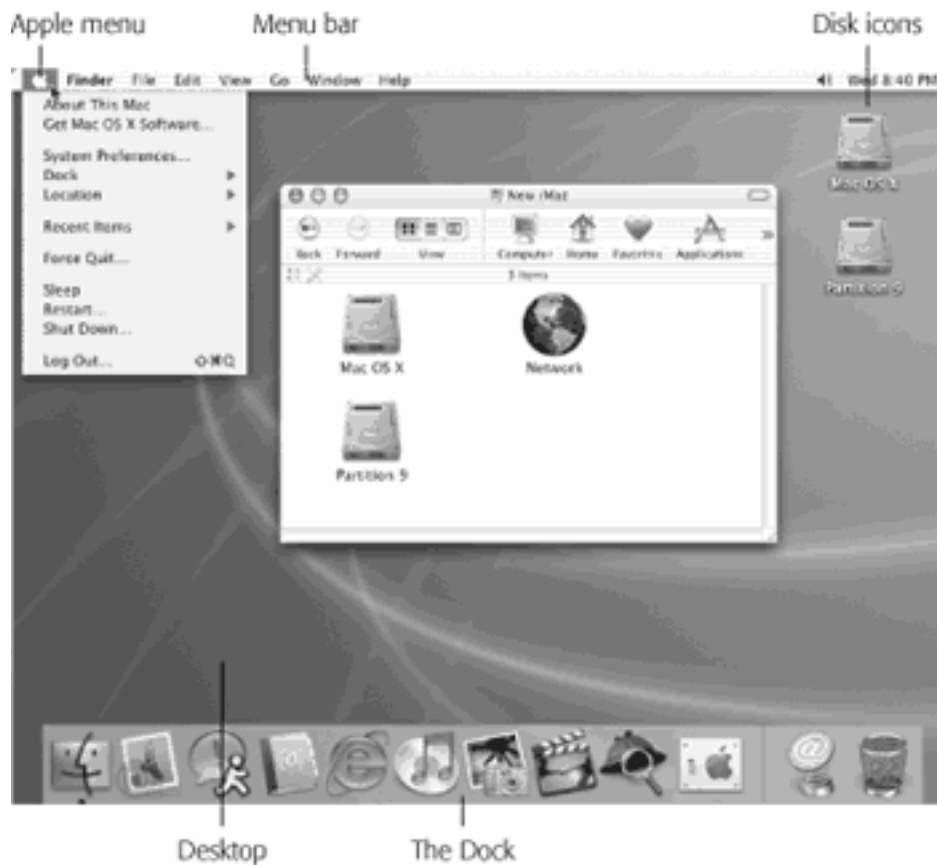 Apple menu Menu bar Disk icons
Finder File Edit View Go Window Help Wed 8:40 PM
About This Mac
Get Mac OS X Software...
System Preferences...
Dock
Location
Recent Items
Force Quit...
Sleep
Restart...
Shut Down...
Log Out... ⇧⌘Q
New iMac
Back Forward View Computer Home Favorites Applications »
3 items
Mac OS X Network
Partition 9
Mac OS X
Partition 9
Desktop The Dock